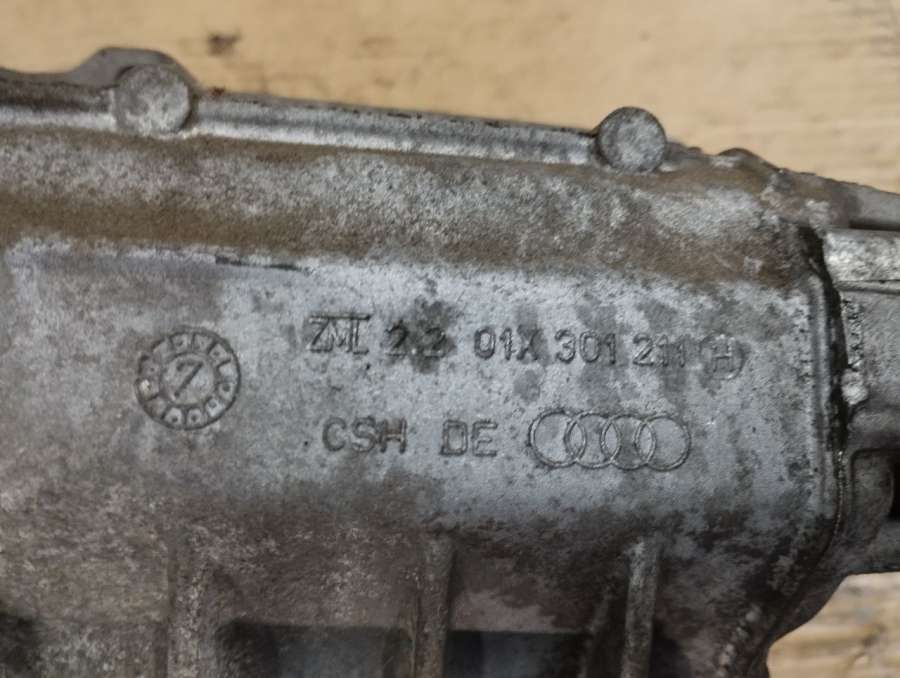 ZML 2.2 01X 301 211 H
CSH DE